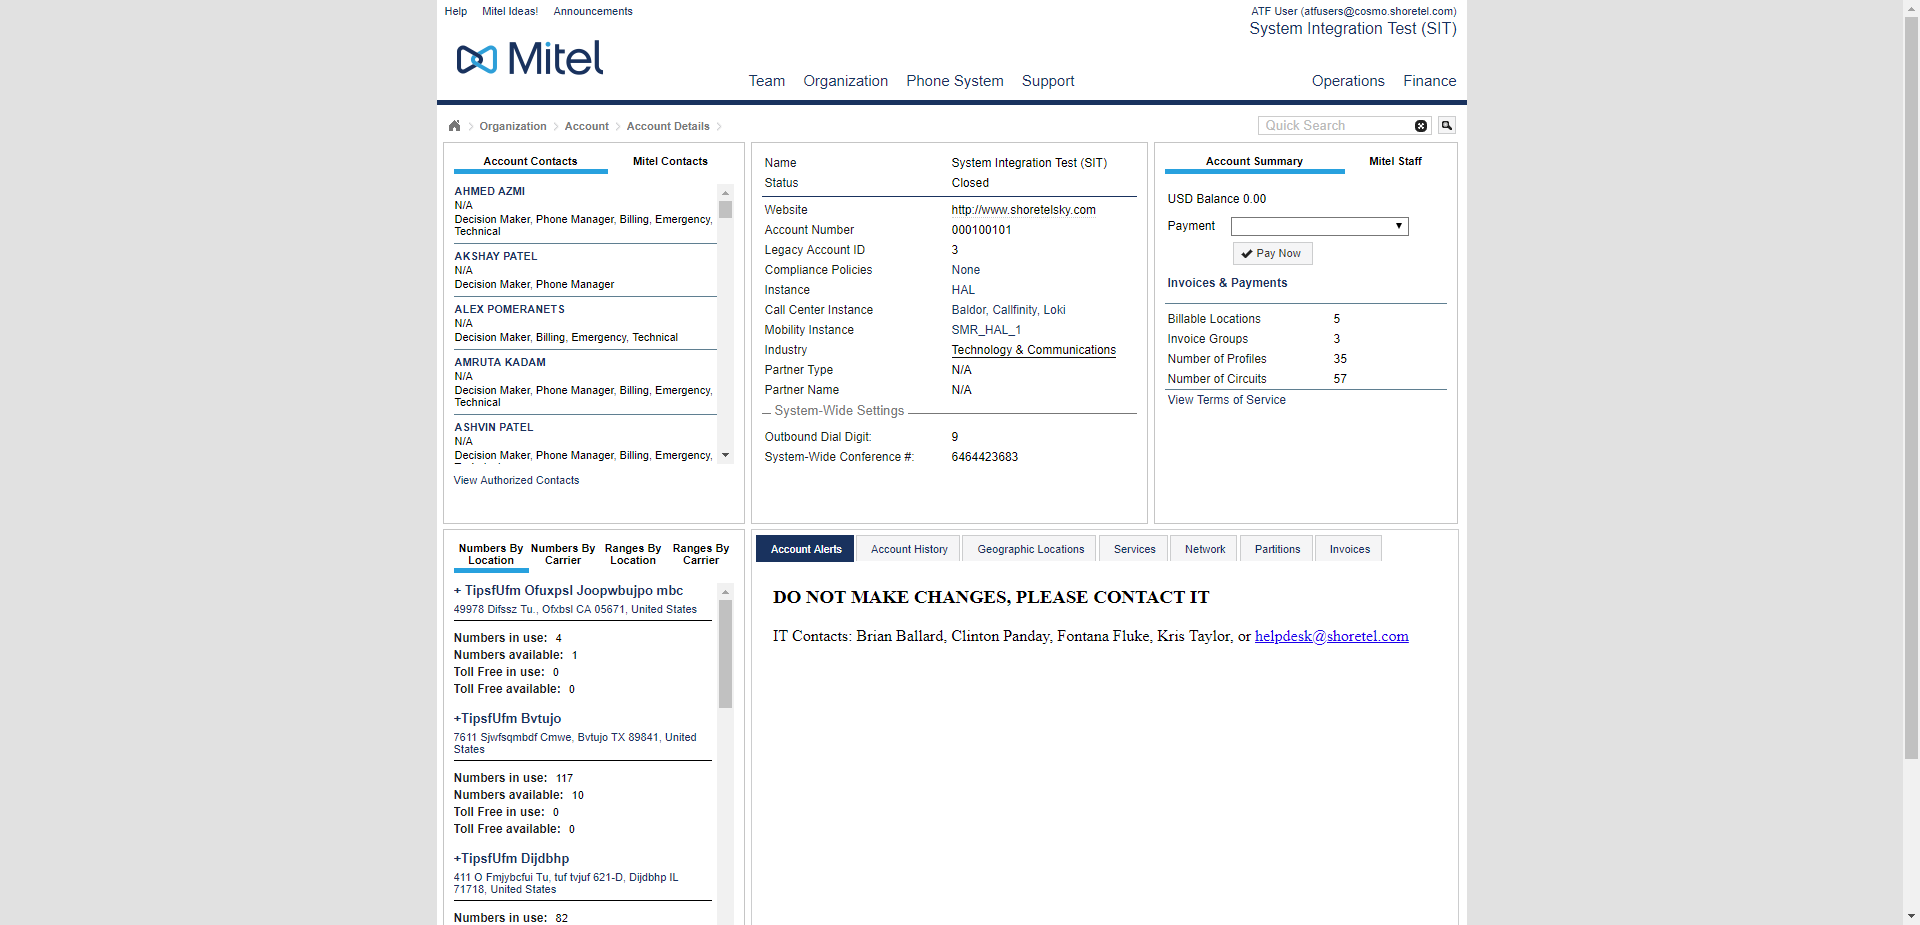 Help Mitel Ideas! Announcements
ATF User (atfusers@cosmo.shoretel.com)
System Integration Test (SIT)
Mitel
Team Organization Phone System Support Operations Finance
Organization Account Account Details
Quick Search
Account Contacts Mitel Contacts
AHMED AZMI
N/A
Decision Maker, Phone Manager, Billing, Emergency,
Technical
AKSHAY PATEL
N/A
Decision Maker, Phone Manager
ALEX POMERANETS
N/A
Decision Maker, Billing, Emergency, Technical
AMRUTA KADAM
N/A
Decision Maker, Phone Manager, Billing, Emergency,
Technical
ASHVIN PATEL
N/A
Decision Maker, Phone Manager, Billing, Emergency,
View Authorized Contacts
Name System Integration Test (SIT)
Status Closed
Website http://www.shoretelsky.com
Account Number 000100101
Legacy Account ID 3
Compliance Policies None
Instance HAL
Call Center Instance Baldor, Callfinity, Loki
Mobility Instance SMR_HAL_1
Industry Technology & Communications
Partner Type N/A
Partner Name N/A
System-Wide Settings
Outbound Dial Digit: 9
System-Wide Conference #: 6464423683
Account Summary Mitel Staff
USD Balance 0.00
Payment
Pay Now
Invoices & Payments
Billable Locations 5
Invoice Groups 3
Number of Profiles 35
Number of Circuits 57
View Terms of Service
Numbers By Location Numbers By Carrier Ranges By Location Ranges By Carrier
+ TipsfUfm Ofuxpsl Joopwbujpo mbc
49978 Difssz Tu., Ofxbsl CA 05671, United States
Numbers in use: 4
Numbers available: 1
Toll Free in use: 0
Toll Free available: 0
+TipsfUfm Bvtujo
7611 Sjwfsqmbdf Cmwe, Bvtujo TX 89841, United
States
Numbers in use: 117
Numbers available: 10
Toll Free in use: 0
Toll Free available: 0
+TipsfUfm Dijdbhp
411 O Fmjybcfui Tu, tuf tvjuf 621-D, Dijdbhp IL
71718, United States
Numbers in use: 82
Account Alerts Account History Geographic Locations Services Network Partitions Invoices
DO NOT MAKE CHANGES, PLEASE CONTACT IT
IT Contacts: Brian Ballard, Clinton Panday, Fontana Fluke, Kris Taylor, or helpdesk@shoretel.com